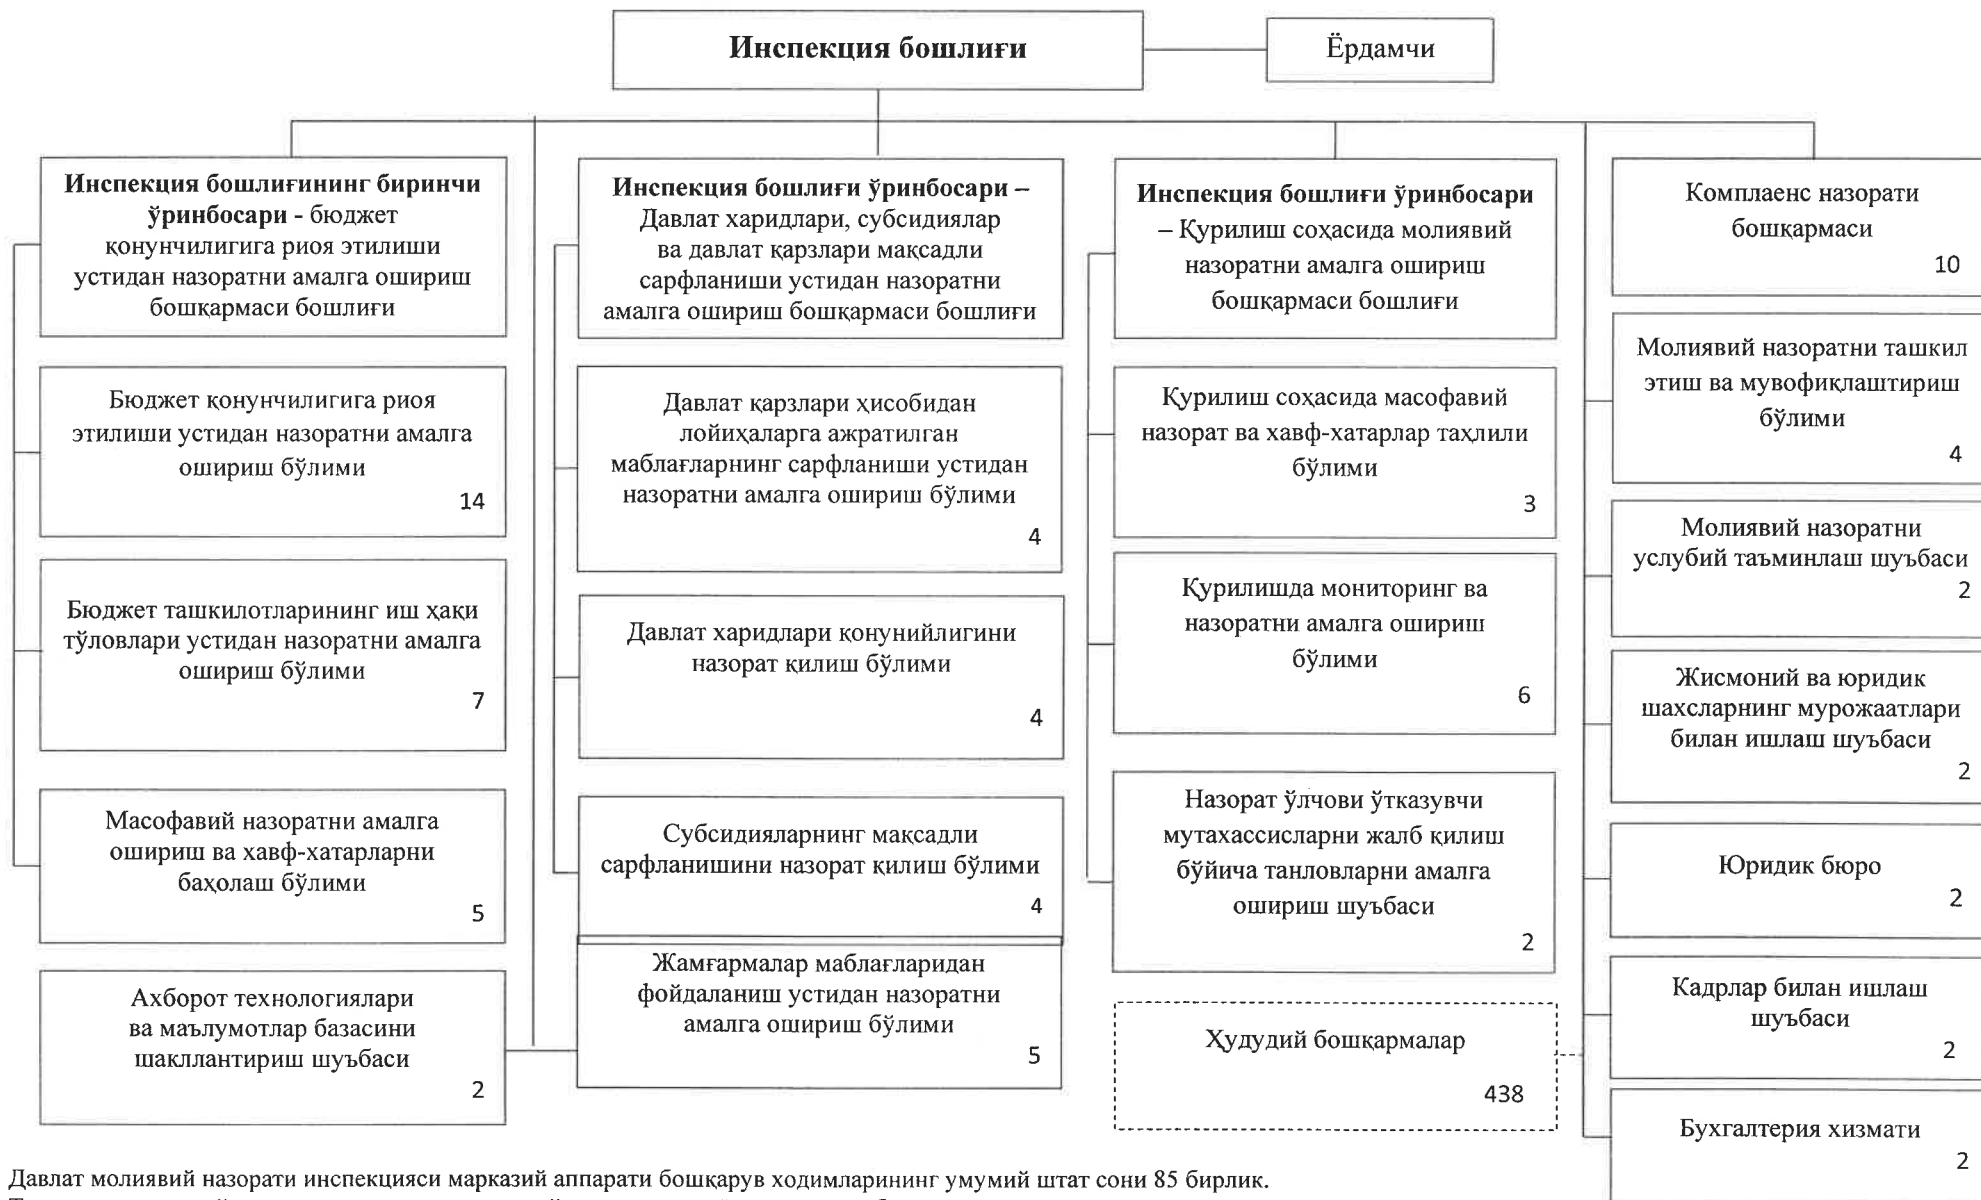 Инспекция бошлиғи
Ёрдамчи
Инспекция бошлиғининг биринчи
ўринбосари - бюджет
қонунчилигига риоя этилиши
устидан назоратни амалга ошириш
бошқармаси бошлиғи
Бюджет қонунчилигига риоя
этилиши устидан назоратни амалга
ошириш бўлими
14
Бюджет ташкилотларининг иш ҳақи
тўловлари устидан назоратни амалга
ошириш бўлими
7
Масофавий назоратни амалга
ошириш ва хавф-хатарларни
баҳолаш бўлими
5
Ахборот технологиялари
ва маълумотлар базасини
шакллантириш шуъбаси
2
Инспекция бошлиғи ўринбосари –
Давлат харидлари, субсидиялар
ва давлат қарзлари мақсадли
сарфланиши устидан назоратни
амалга ошириш бошқармаси бошлиғи
Давлат қарзлари ҳисобидан
лойиҳаларга ажратилган
маблағларнинг сарфланиши устидан
назоратни амалга ошириш бўлими
4
Давлат харидлари қонунийлигини
назорат қилиш бўлими
4
Субсидияларнинг мақсадли
сарфланишини назорат қилиш бўлими
4
Жамғармалар маблағларидан
фойдаланиш устидан назоратни
амалга ошириш бўлими
5
Инспекция бошлиғи ўринбосари
– Қурилиш соҳасида молиявий
назоратни амалга ошириш
бошқармаси бошлиғи
Қурилиш соҳасида масофавий
назорат ва хавф-хатарлар таҳлили
бўлими
3
Қурилишда мониторинг ва
назоратни амалга ошириш
бўлими
6
Назорат ўлчови ўтказувчи
мутахассисларни жалб қилиш
бўйича танловларни амалга
ошириш шуъбаси
2
Ҳудудий бошқармалар
438
Комплаенс назорати
бошқармаси
10
Молиявий назоратни ташкил
этиш ва мувофиқлаштириш
бўлими
4
Молиявий назоратни
услубий таъминлаш шуъбаси
2
Жисмоний ва юридик
шахсларнинг мурожаатлари
билан ишлаш шуъбаси
2
Юридик бюро
2
Кадрлар билан ишлаш
шуъбаси
2
Бухгалтерия хизмати
2
Давлат молиявий назорати инспекцияси марказий аппарати бошқарув ходимларининг умумий штат сони 85 бирлик.